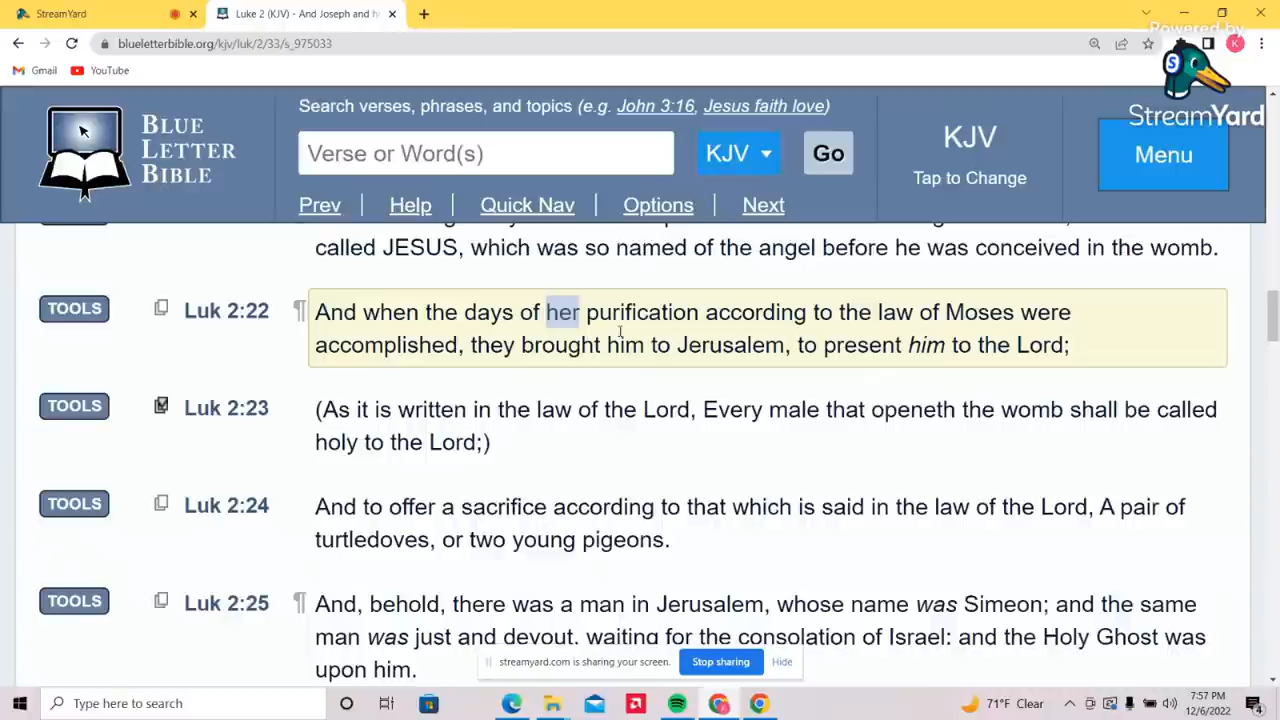 StreamYard
Luke 2 (KJV) - And Joseph and h
blueletterbible.org/kjv/luk/2/33/s_975033
Powered by
K
Gmail
YouTube
StreamYard
BLUE
LETTER
BIBLE
Search verses, phrases, and topics (e.g. John 3:16, Jesus faith love)
Verse or Word(s)
KJV
Go
KJV
Tap to Change
Menu
Prev | Help | Quick Nav | Options | Next
called JESUS, which was so named of the angel before he was conceived in the womb.
TOOLS Luk 2:22 ¶ And when the days of her purification according to the law of Moses were
accomplished, they brought him to Jerusalem, to present him to the Lord;
TOOLS Luk 2:23 (As it is written in the law of the Lord, Every male that openeth the womb shall be called
holy to the Lord;)
TOOLS Luk 2:24 And to offer a sacrifice according to that which is said in the law of the Lord, A pair of
turtledoves, or two young pigeons.
TOOLS Luk 2:25 ¶ And, behold, there was a man in Jerusalem, whose name was Simeon; and the same
man was just and devout, waiting for the consolation of Israel: and the Holy Ghost was
upon him.
streamyard.com is sharing your screen. Stop sharing Hide
Type here to search
71°F Clear
7:57 PM
12/6/2022
4